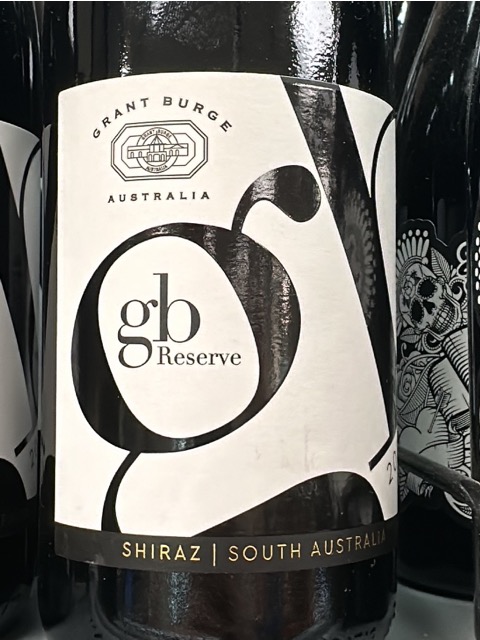 GRANT BURGE
AUSTRALIA
gb
Reserve
SHIRAZ | SOUTH AUSTRALIA